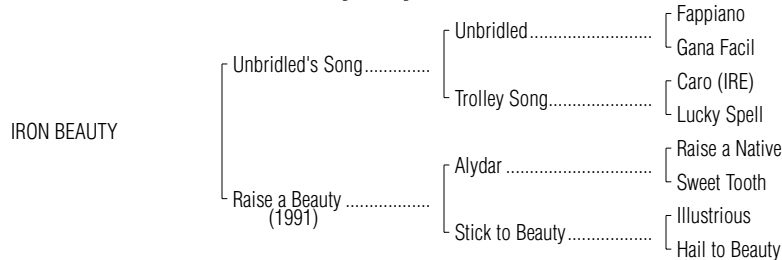 Fappiano
Unbridled..............................
Gana Facil
Unbridled's Song...............
Caro (IRE)
Trolley Song.........................
Lucky Spell
IRON BEAUTY
Raise a Native
Alydar ...................................
Sweet Tooth
Raise a Beauty ...................
(1991)
Illustrious
Stick to Beauty.....................
Hail to Beauty